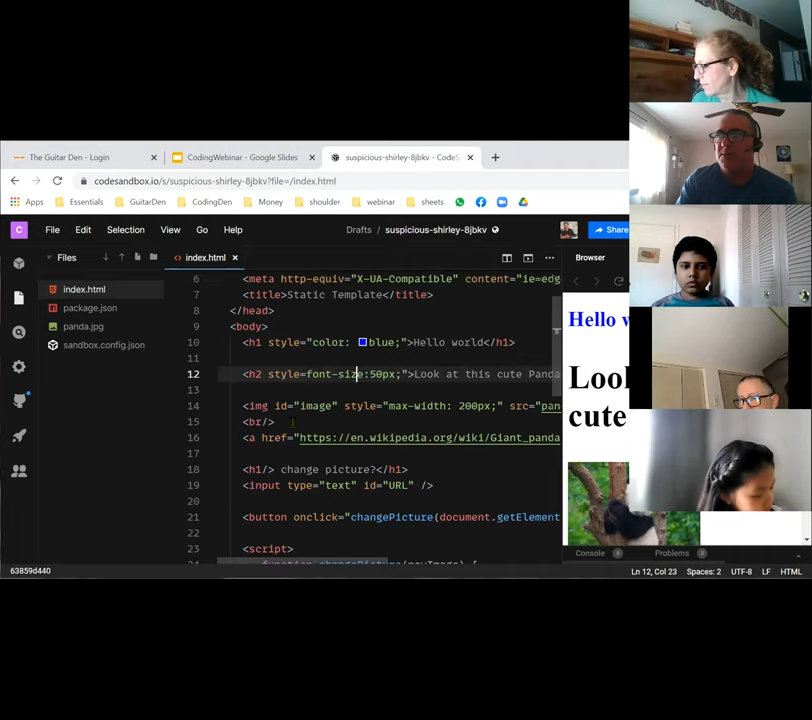 The Guitar Den - Login
CodingWebinar - Google Slides
suspicious-shirley-8jbkv - CodeS
codesandbox.io/s/suspicious-shirley-8jbkv?file=/index.html
Apps Essentials GuitarDen CodingDen Money shoulder webinar sheets
C File Edit Selection View Go Help Drafts / suspicious-shirley-8jbkv Share
Files
index.html
package.json
panda.jpg
sandbox.config.json
index.html
6 <meta http-equiv="X-UA-Compatible" content="ie=edg
7 <title>Static Template</title>
8 </head>
9 <body>
10 <h1 style="color: blue;">Hello world</h1>
11
12 <h2 style=font-size:50px;">Look at this cute Panda
13
14 <img id="image" style="max-width: 200px;" src="pan
15 <br/>
16 <a href="https://en.wikipedia.org/wiki/Giant_panda
17
18 <h1/> change picture?</h1>
19 <input type="text" id="URL" />
20
21 <button onclick="changePicture(document.getElement
22
23 <script>
Browser
Hello w
Look
cute
Console 0 Problems 0
63859d440
Ln 12, Col 23 Spaces: 2 UTF-8 LF HTML